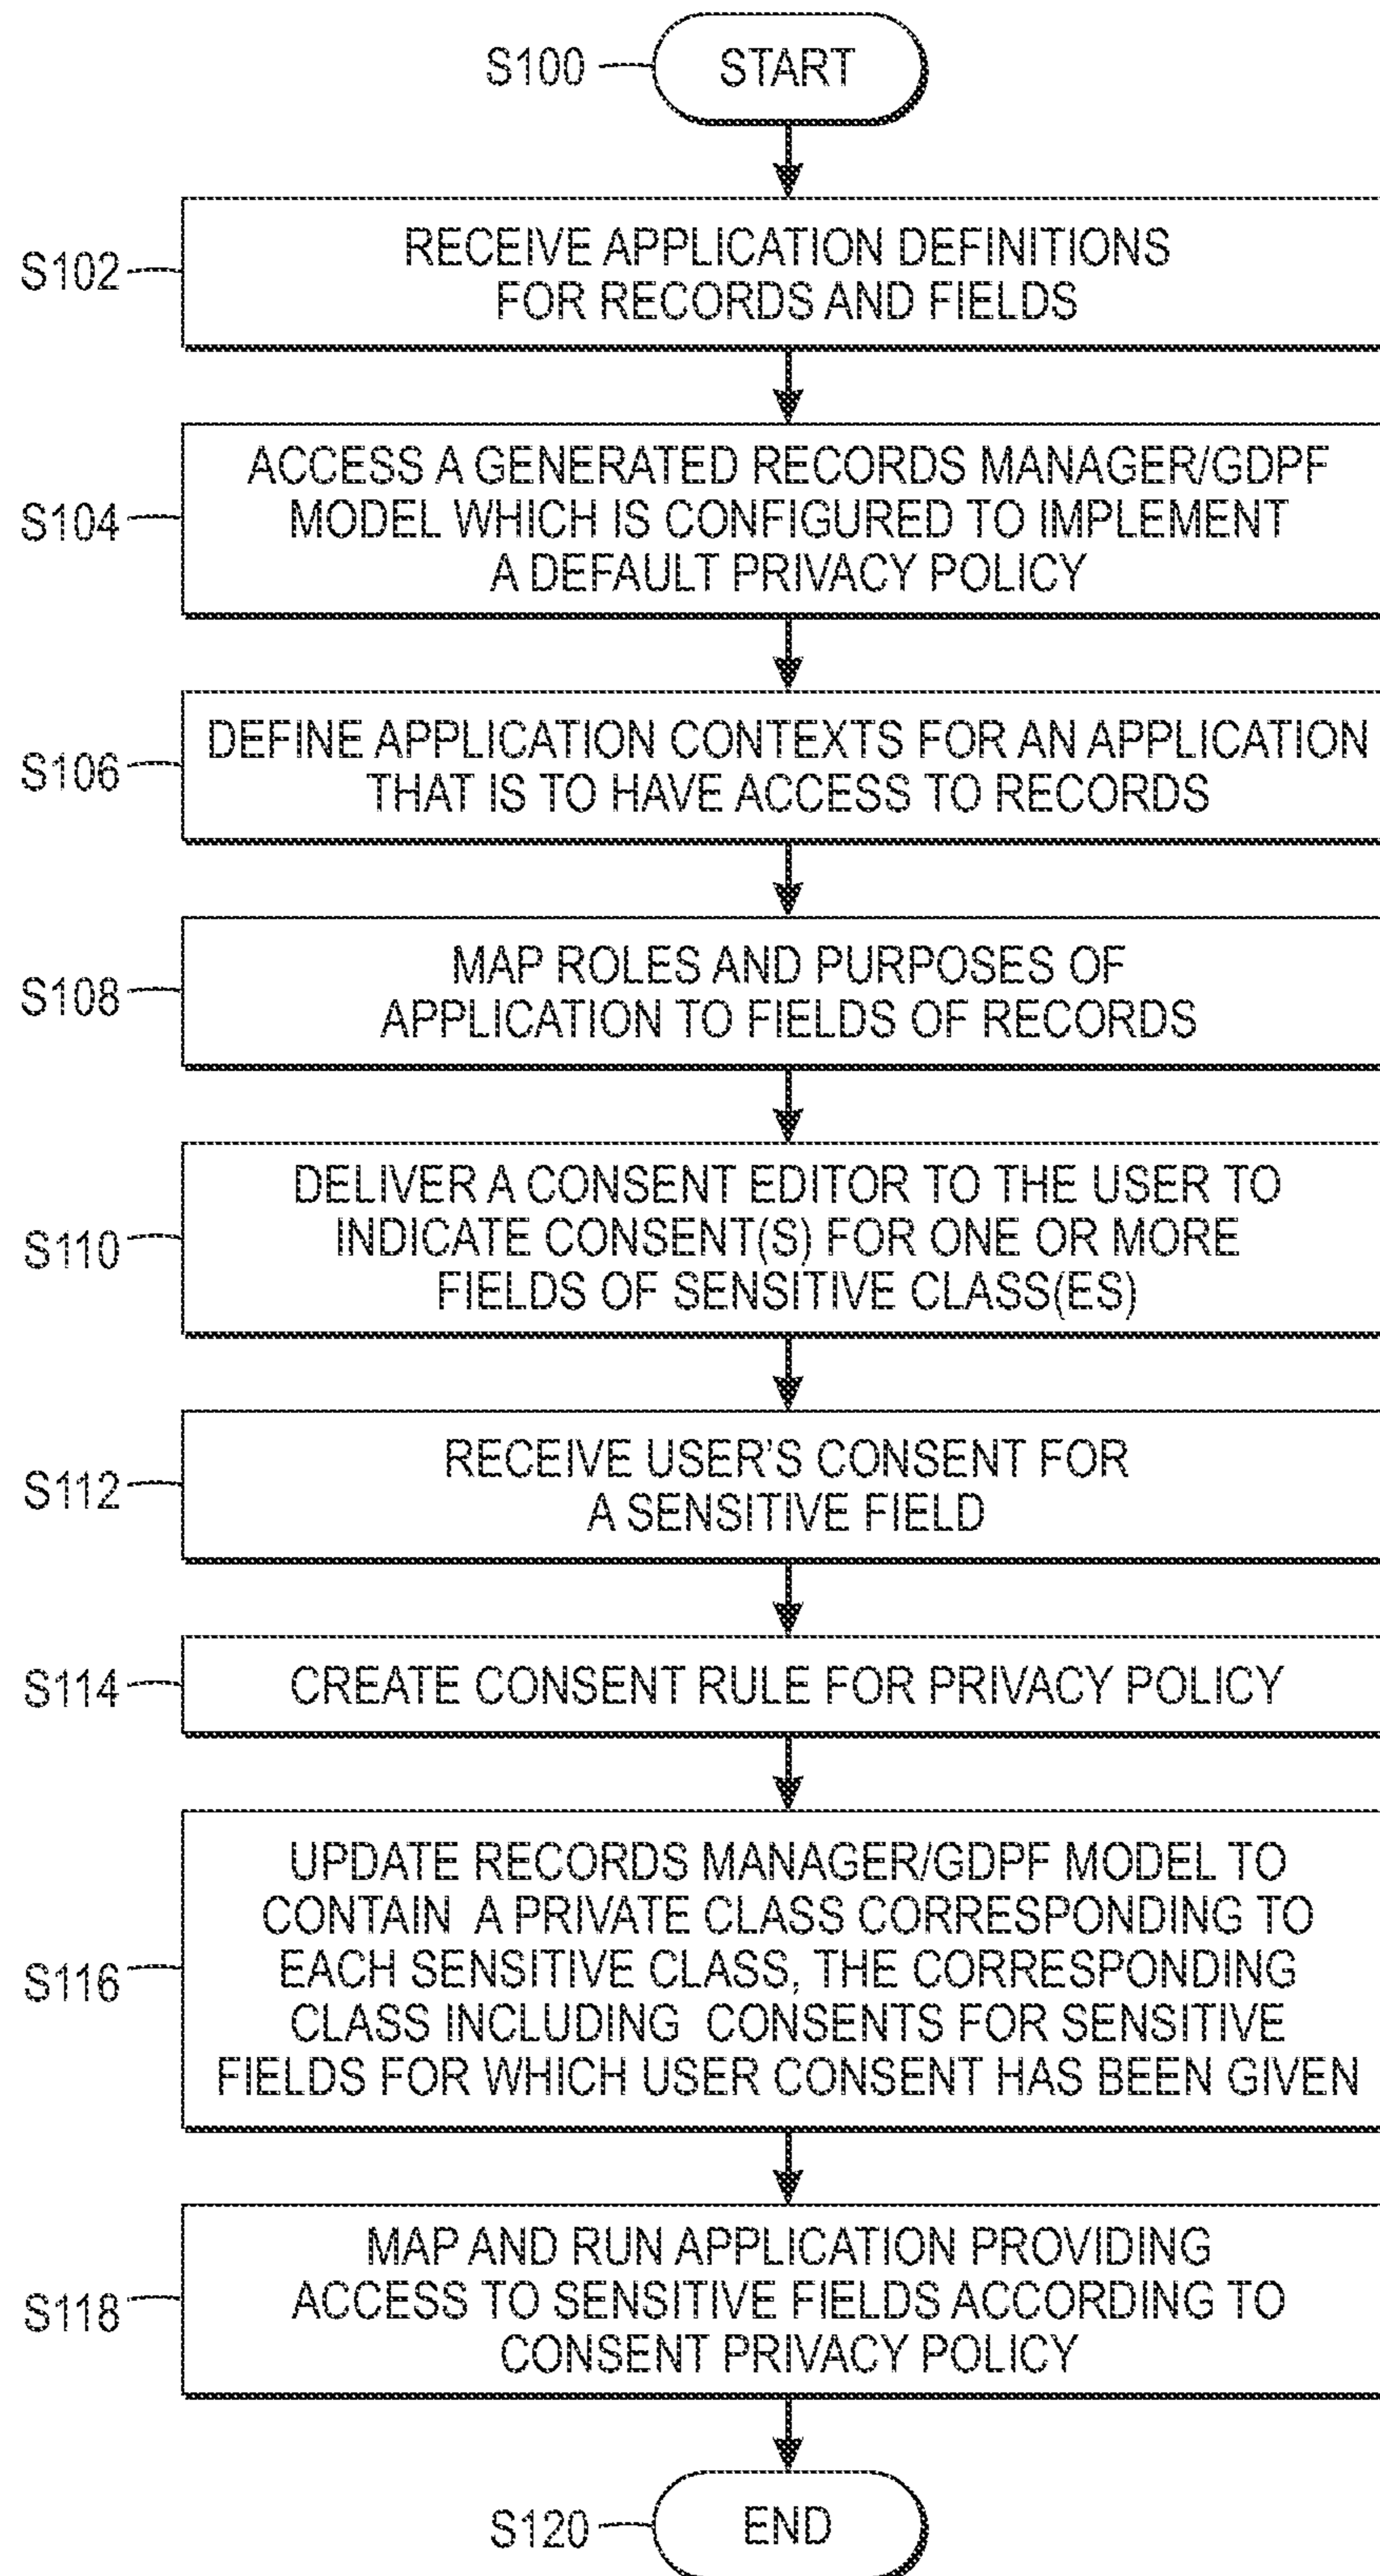 S100
START
S102
RECEIVE APPLICATION DEFINITIONS
FOR RECORDS AND FIELDS
S104
ACCESS A GENERATED RECORDS MANAGER/GDPF
MODEL WHICH IS CONFIGURED TO IMPLEMENT
A DEFAULT PRIVACY POLICY
S106
DEFINE APPLICATION CONTEXTS FOR AN APPLICATION
THAT IS TO HAVE ACCESS TO RECORDS
S108
MAP ROLES AND PURPOSES OF
APPLICATION TO FIELDS OF RECORDS
S110
DELIVER A CONSENT EDITOR TO THE USER TO
INDICATE CONSENT(S) FOR ONE OR MORE
FIELDS OF SENSITIVE CLASS(ES)
S112
RECEIVE USER'S CONSENT FOR
A SENSITIVE FIELD
S114
CREATE CONSENT RULE FOR PRIVACY POLICY
S116
UPDATE RECORDS MANAGER/GDPF MODEL TO
CONTAIN A PRIVATE CLASS CORRESPONDING TO
EACH SENSITIVE CLASS, THE CORRESPONDING
CLASS INCLUDING CONSENTS FOR SENSITIVE
FIELDS FOR WHICH USER CONSENT HAS BEEN GIVEN
S118
MAP AND RUN APPLICATION PROVIDING
ACCESS TO SENSITIVE FIELDS ACCORDING TO
CONSENT PRIVACY POLICY
S120
END